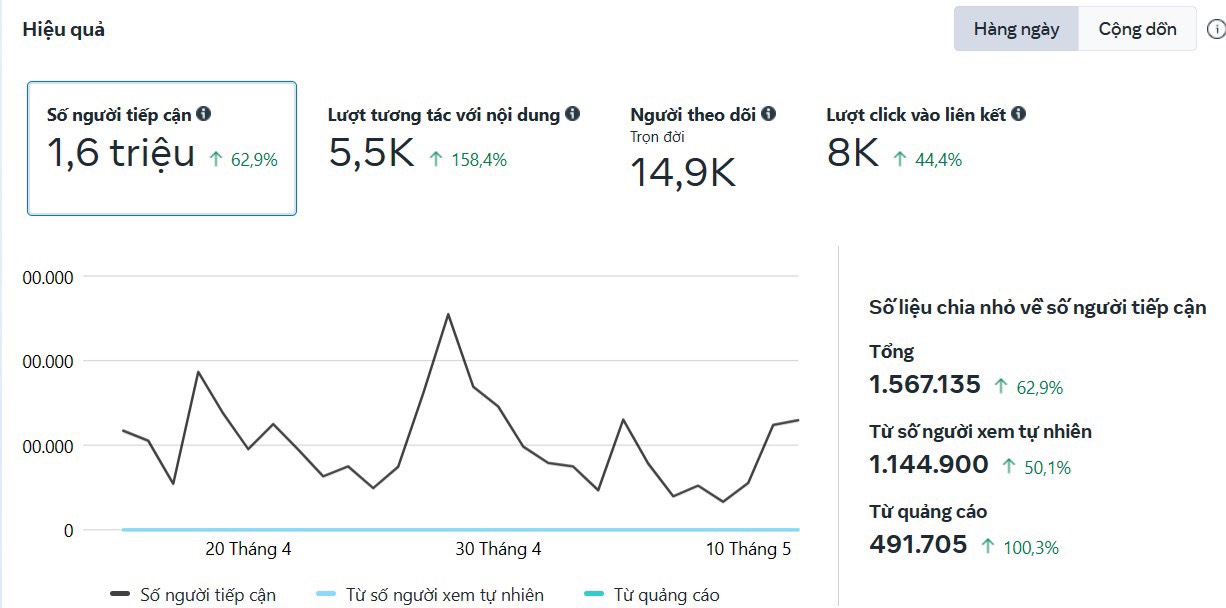 Hiệu quả
Hàng ngày
Cộng dồn
Số người tiếp cận
1,6 triệu ↑ 62,9%
Lượt tương tác với nội dung
5,5K ↑ 158,4%
Người theo dõi
Trọn đời
14,9K
Lượt click vào liên kết
8K ↑ 44,4%
00.000
00.000
00.000
0
20 Tháng 4
30 Tháng 4
10 Tháng 5
Số người tiếp cận
Từ số người xem tự nhiên
Từ quảng cáo
Số liệu chia nhỏ về số người tiếp cận
Tổng
1.567.135 ↑ 62,9%
Từ số người xem tự nhiên
1.144.900 ↑ 50,1%
Từ quảng cáo
491.705 ↑ 100,3%